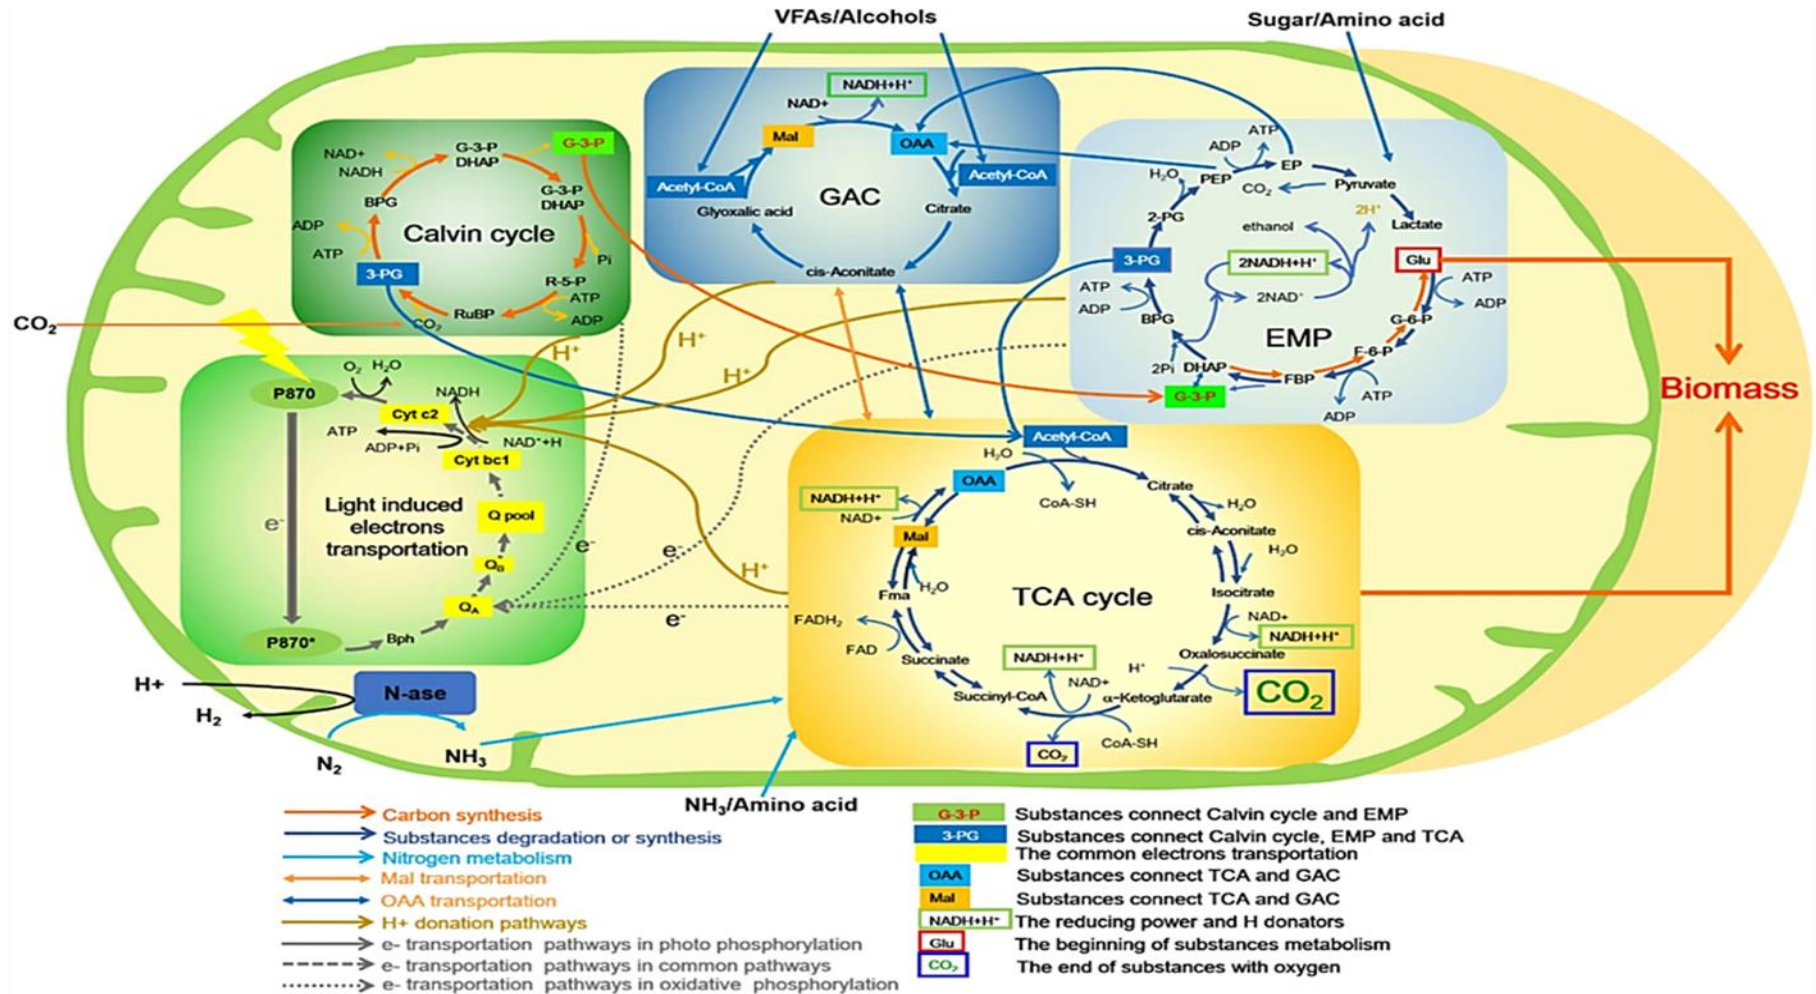 VFAs/Alcohols
Sugar/Amino acid
NADH+H⁺
NAD+
Mal
OAA
Acetyl-CoA
Acetyl-CoA
GAC
Glyoxalic acid
Citrate
cis-Aconitate
G-3-P
DHAP
G-3-P
NAD+
NADH
G-3-P
DHAP
BPG
ADP
ATP
Calvin cycle
Pi
3-PG
R-5-P
ATP
RuBP
ADP
CO₂
CO₂
ATP
ADP
EP
H₂O
PEP
CO₂
Pyruvate
2-PG
2H⁺
ethanol
Lactate
3-PG
2NADH+H⁺
Glu
ATP
ADP
ATP
ADP
2NAD⁺
BPG
G-6-P
EMP
F-6-P
2Pi
DHAP
FBP
G-3-P
ATP
ADP
Biomass
H⁺
H⁺
H⁺
H⁺
O₂
H₂O
P870
NADH
Cyt c2
ATP
ADP+Pi
NAD⁺+H
Cyt bc1
Light induced
electrons
transportation
Q pool
e⁻
Q_B
Q_A
P870*
Bph
e⁻
e⁻
e⁻
Acetyl-CoA
H₂O
OAA
Citrate
CoA-SH
H₂O
NADH+H⁺
NAD+
cis-Aconitate
Mal
H₂O
H₂O
Fma
TCA cycle
Isocitrate
NAD+
FADH₂
NADH+H⁺
FAD
Succinate
NADH+H⁺
Oxalosuccinate
H⁺
NAD+
CO₂
Succinyl-CoA
α-Ketoglutarate
CoA-SH
CO₂
H+
N-ase
H₂
NH₃
N₂
NH₃/Amino acid
Carbon synthesis
Substances degradation or synthesis
Nitrogen metabolism
Mal transportation
OAA transportation
H+ donation pathways
e- transportation pathways in photo phosphorylation
e- transportation pathways in common pathways
e- transportation pathways in oxidative phosphorylation
G-3-P Substances connect Calvin cycle and EMP
3-PG Substances connect Calvin cycle, EMP and TCA
The common electrons transportation
OAA Substances connect TCA and GAC
Mal Substances connect TCA and GAC
NADH+H⁺ The reducing power and H donators
Glu The beginning of substances metabolism
CO₂ The end of substances with oxygen